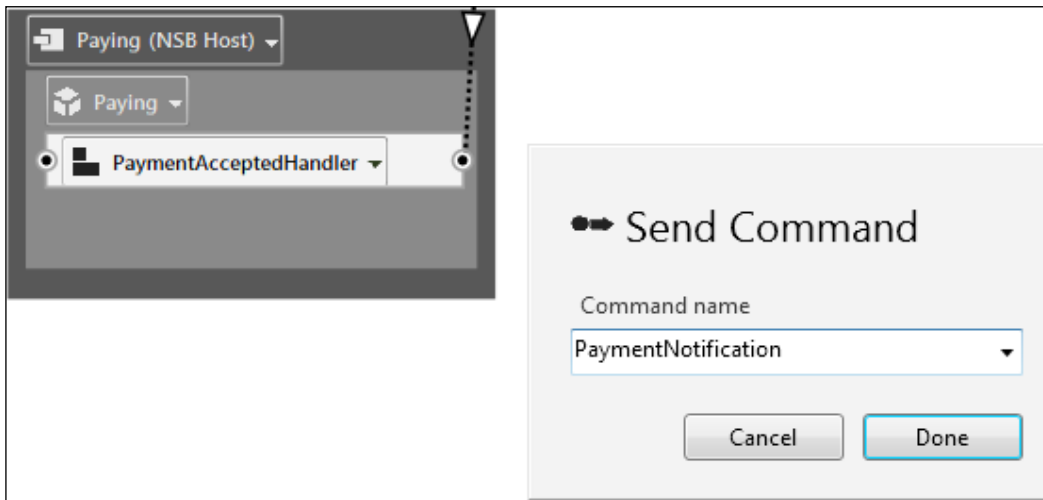 Paying (NSB Host)
Paying
PaymentAcceptedHandler
Send Command
Command name
PaymentNotification
Cancel
Done